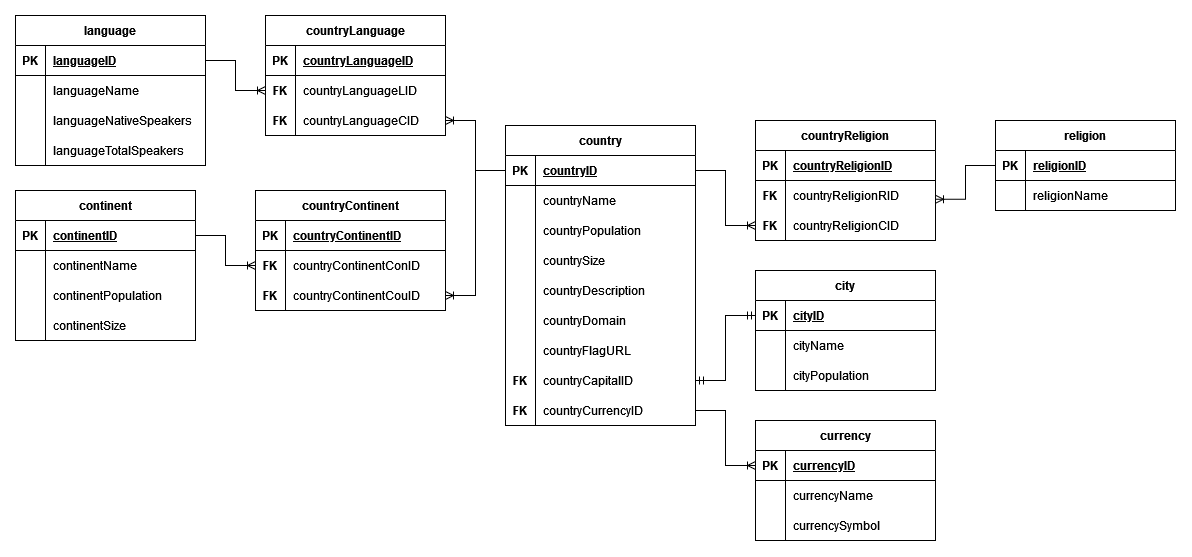 language
PK languageID
languageName
languageNativeSpeakers
languageTotalSpeakers
countryLanguage
PK countryLanguageID
FK countryLanguageLID
FK countryLanguageCID
continent
PK continentID
continentName
continentPopulation
continentSize
countryContinent
PK countryContinentID
FK countryContinentConID
FK countryContinentCouID
country
PK countryID
countryName
countryPopulation
countrySize
countryDescription
countryDomain
countryFlagURL
FK countryCapitalID
FK countryCurrencyID
countryReligion
PK countryReligionID
FK countryReligionRID
FK countryReligionCID
religion
PK religionID
religionName
city
PK cityID
cityName
cityPopulation
currency
PK currencyID
currencyName
currencySymbol